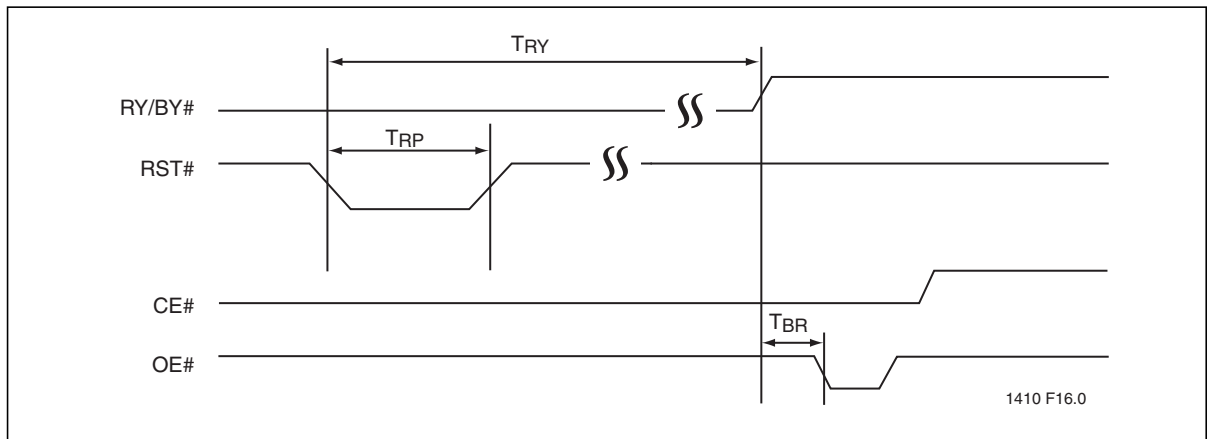 TRY
RY/BY#
TRP
RST#
CE#
TBR
OE#
1410 F16.0